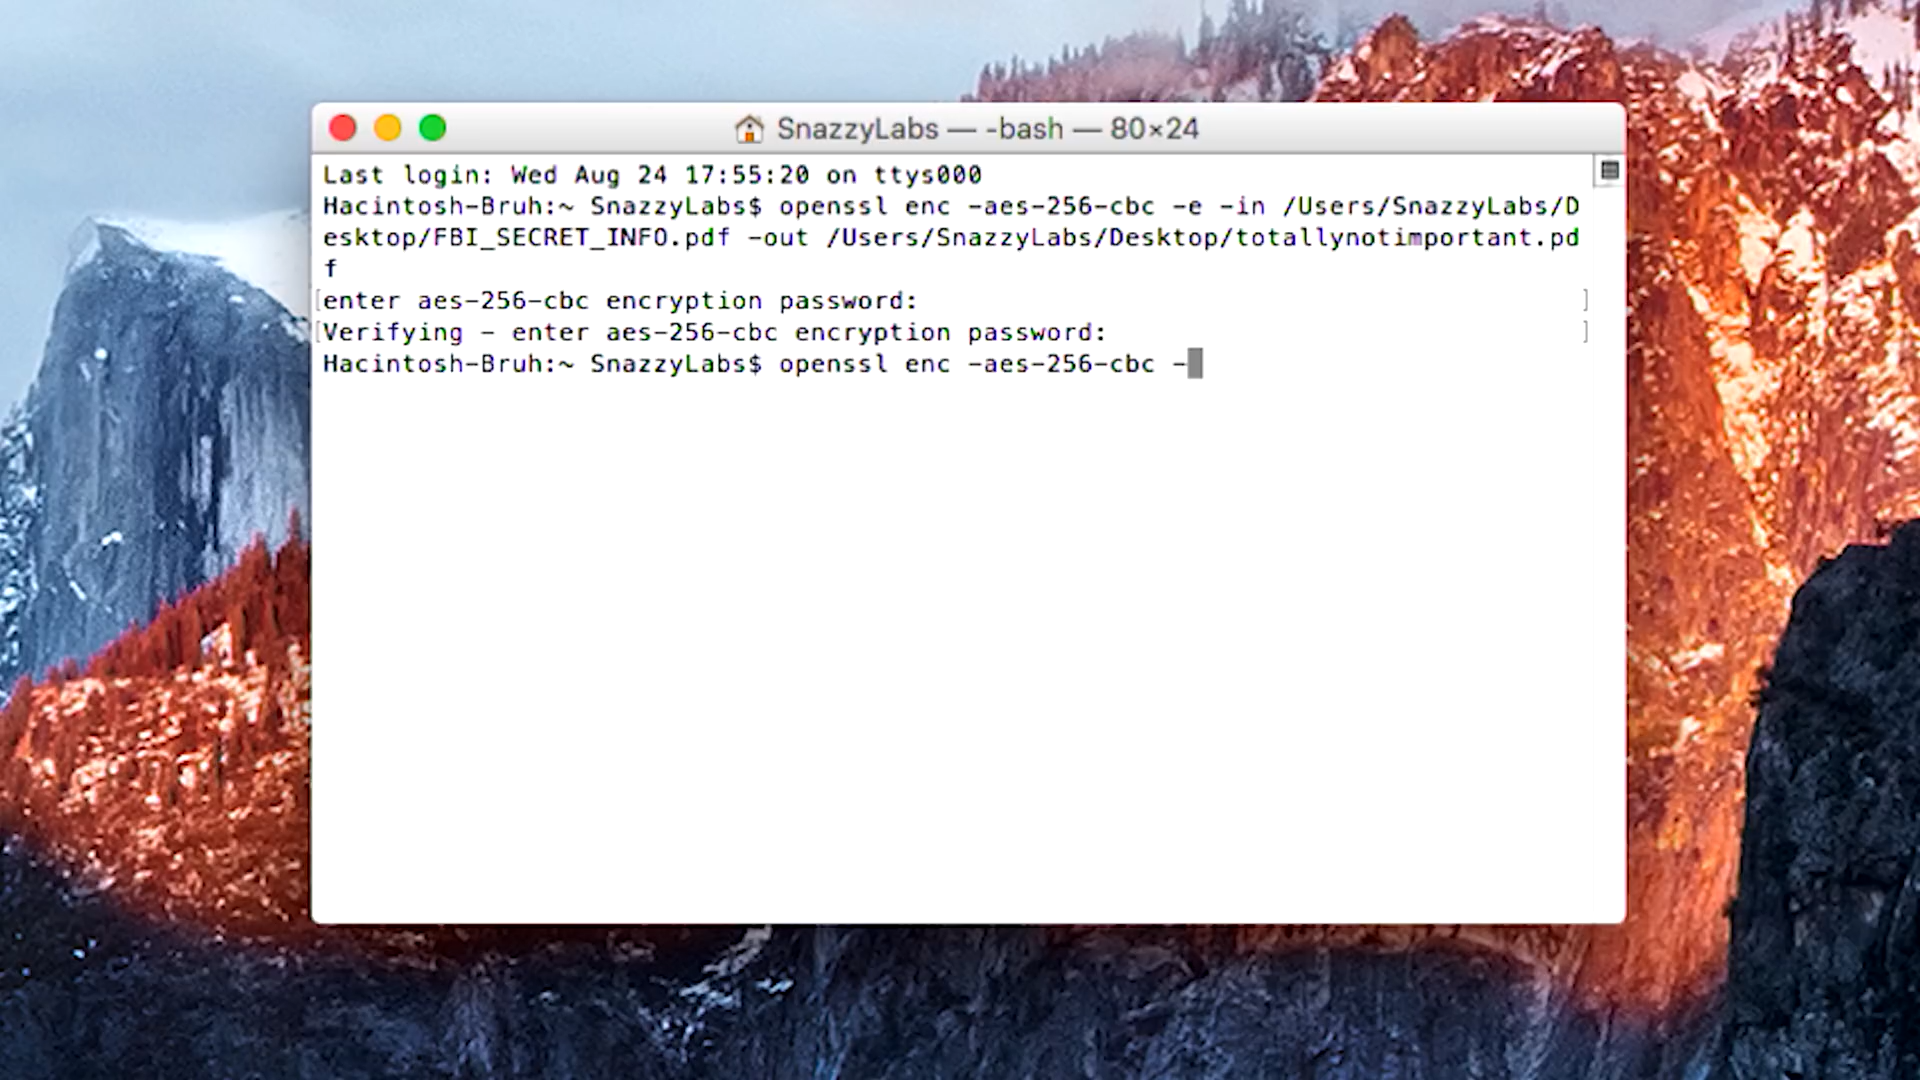 SnazzyLabs — -bash — 80×24
Last login: Wed Aug 24 17:55:20 on ttys000
Hacintosh-Bruh:~ SnazzyLabs$ openssl enc -aes-256-cbc -e -in /Users/SnazzyLabs/D
esktop/FBI_SECRET_INFO.pdf -out /Users/SnazzyLabs/Desktop/totallynotimportant.pd
f
[enter aes-256-cbc encryption password: ]
[Verifying - enter aes-256-cbc encryption password: ]
Hacintosh-Bruh:~ SnazzyLabs$ openssl enc -aes-256-cbc -